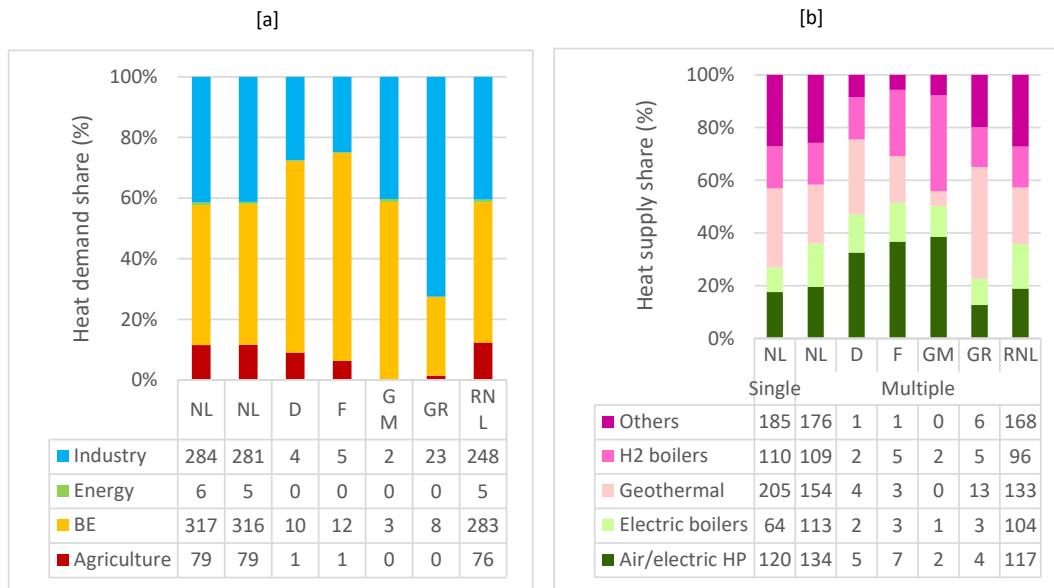 [a]
Heat demand share (%)
100%
80%
60%
40%
20%
0%
NL NL D F G M GR RN L
Industry 284 281 4 5 2 23 248
Energy 6 5 0 0 0 0 5
BE 317 316 10 12 3 8 283
Agriculture 79 79 1 1 0 0 76
[b]
Heat supply share (%)
100%
80%
60%
40%
20%
0%
NL NL D F GM GR RNL
Single Multiple
Others 185 176 1 1 0 6 168
H2 boilers 110 109 2 5 2 5 96
Geothermal 205 154 4 3 0 13 133
Electric boilers 64 113 2 3 1 3 104
Air/electric HP 120 134 5 7 2 4 117